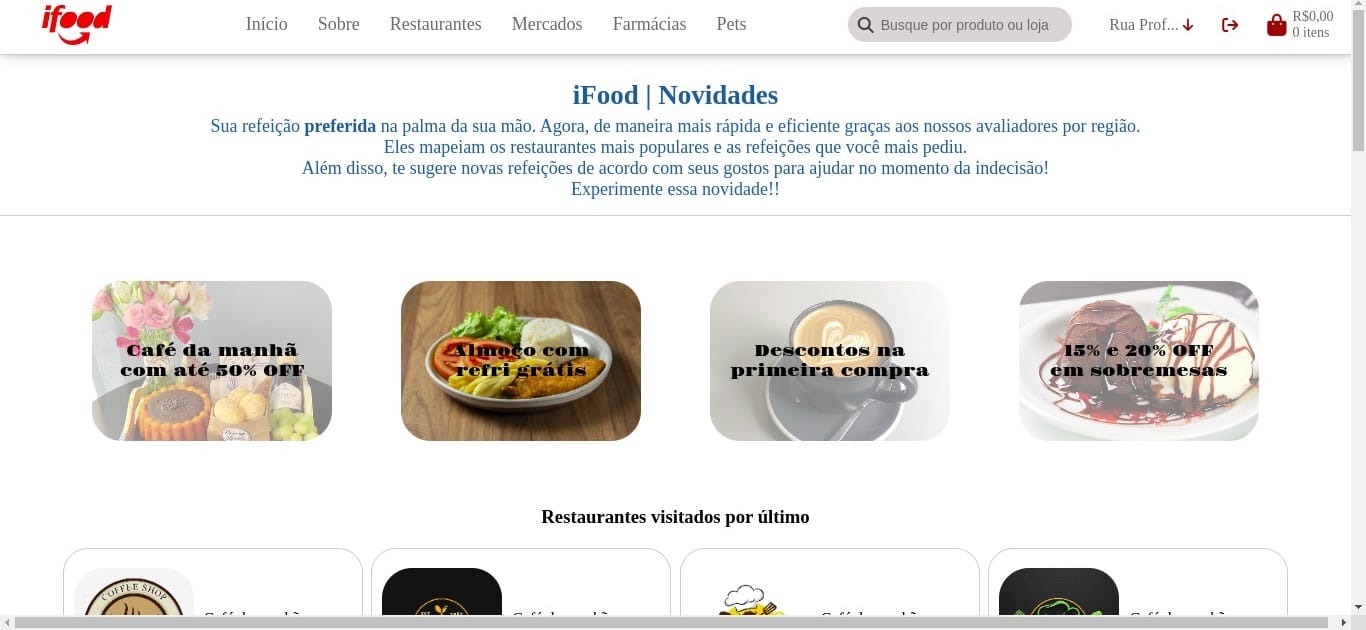 ifood
Início Sobre Restaurantes Mercados Farmácias Pets
Busque por produto ou loja
Rua Prof...
R$0,00
0 itens
iFood | Novidades
Sua refeição preferida na palma da sua mão. Agora, de maneira mais rápida e eficiente graças aos nossos avaliadores por região.
Eles mapeiam os restaurantes mais populares e as refeições que você mais pediu.
Além disso, te sugere novas refeições de acordo com seus gostos para ajudar no momento da indecisão!
Experimente essa novidade!!
Café da manhã
com até 50% OFF
Almoço com
refri grátis
Descontos na
primeira compra
15% e 20% OFF
em sobremesas
Restaurantes visitados por último
COFFEE SHOP